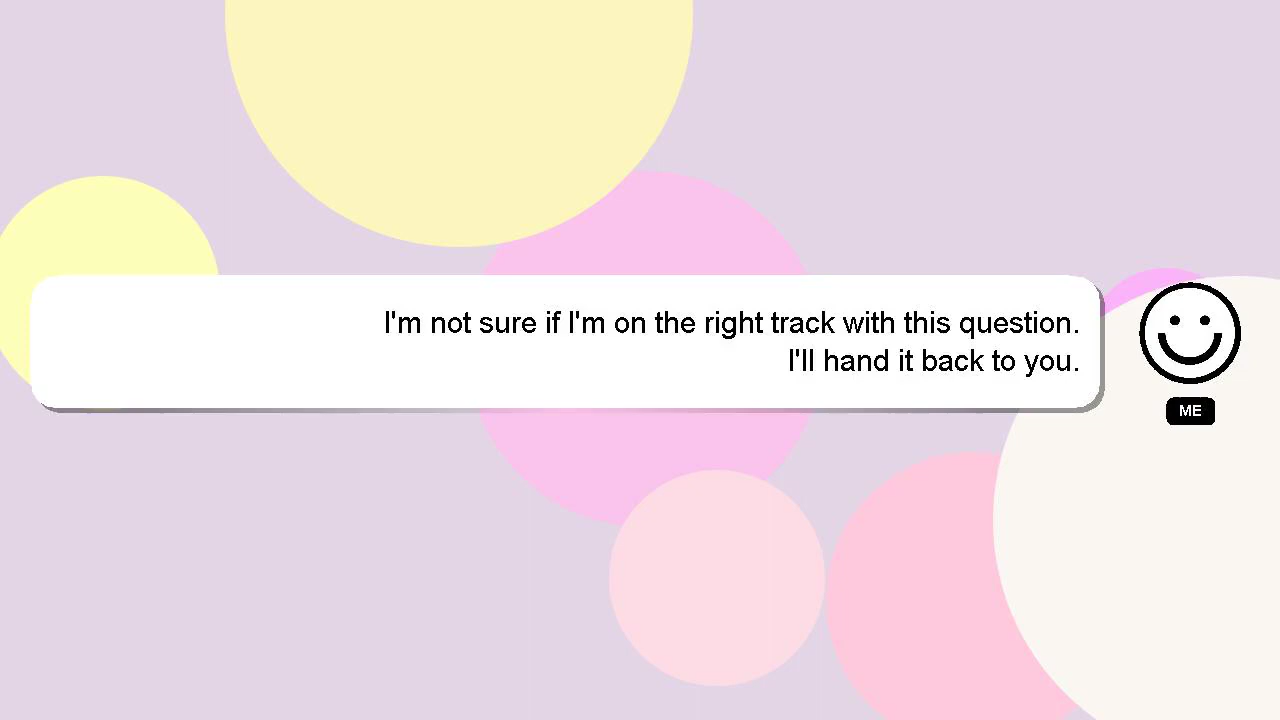 I'm not sure if I'm on the right track with this question.
I'll hand it back to you.
ME